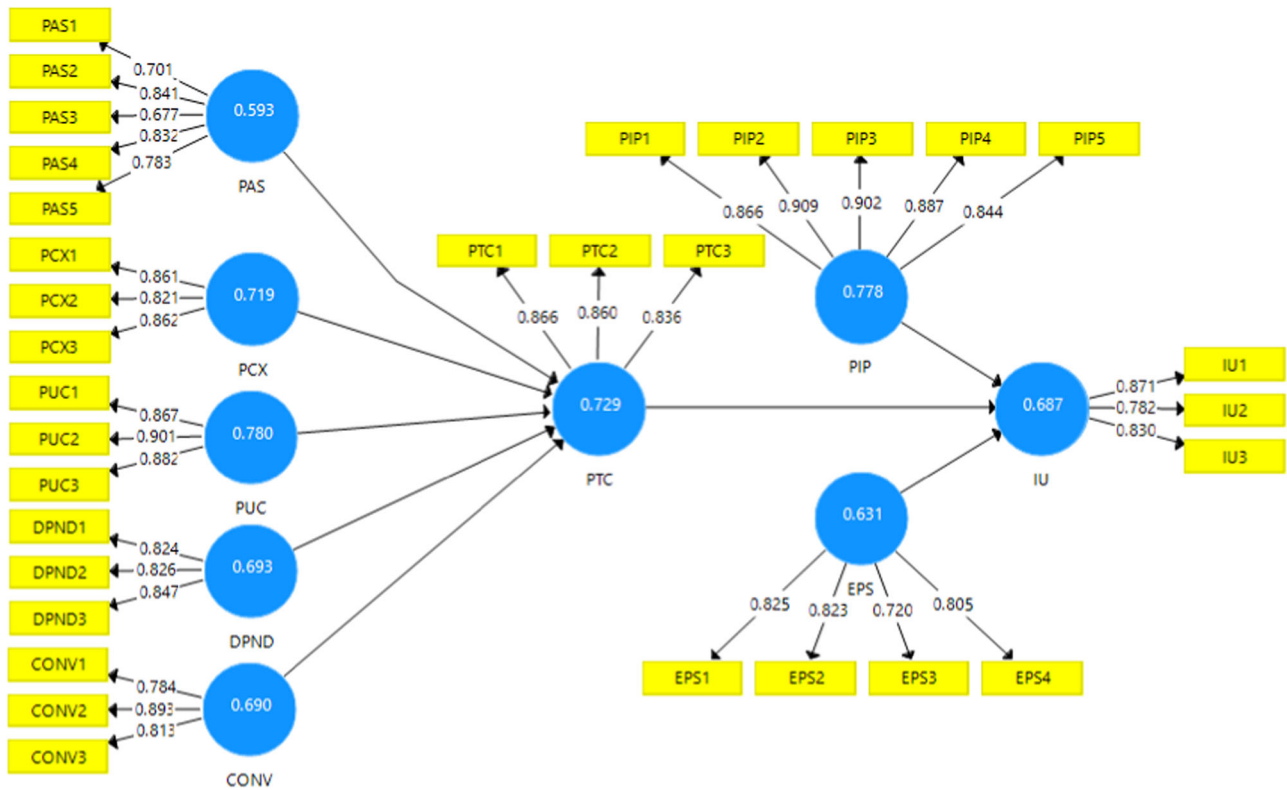 PAS1
PAS2
PAS3
PAS4
PAS5
0.701
0.841
0.677
0.832
0.783
0.593
PAS
PCX1
PCX2
PCX3
0.861
0.821
0.862
0.719
PCX
PUC1
PUC2
PUC3
0.867
0.901
0.882
0.780
PUC
DPND1
DPND2
DPND3
0.824
0.826
0.847
0.693
DPND
CONV1
CONV2
CONV3
0.784
0.893
0.813
0.690
CONV
PTC1 PTC2 PTC3
0.866 0.860 0.836
0.729
PTC
PIP1 PIP2 PIP3 PIP4 PIP5
0.866 0.909 0.902 0.887 0.844
0.778
PIP
0.687
IU
0.871
0.782
0.830
IU1
IU2
IU3
0.631
EPS
0.825 0.823 0.720 0.805
EPS1 EPS2 EPS3 EPS4